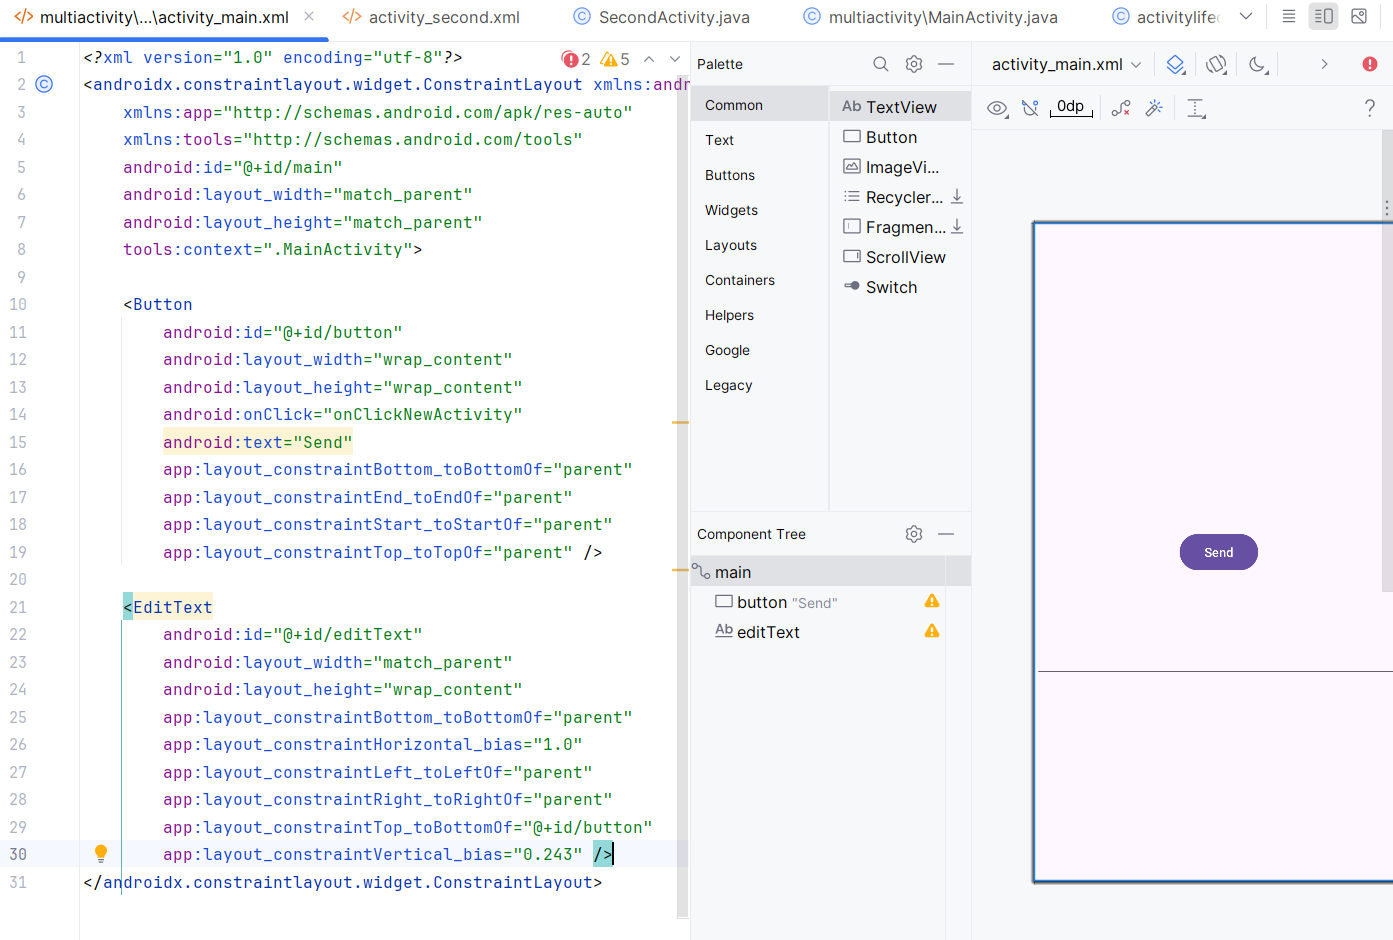 multiactivity\...\activity_main.xml
activity_second.xml
SecondActivity.java
multiactivity\MainActivity.java
1 <?xml version="1.0" encoding="utf-8"?>
2 5
2 <androidx.constraintlayout.widget.ConstraintLayout xmlns:andr
3 xmlns:app="http://schemas.android.com/apk/res-auto"
4 xmlns:tools="http://schemas.android.com/tools"
5 android:id="@+id/main"
6 android:layout_width="match_parent"
7 android:layout_height="match_parent"
8 tools:context=".MainActivity">
9
10 <Button
11 android:id="@+id/button"
12 android:layout_width="wrap_content"
13 android:layout_height="wrap_content"
14 android:onClick="onClickNewActivity"
15 android:text="Send"
16 app:layout_constraintBottom_toBottomOf="parent"
17 app:layout_constraintEnd_toEndOf="parent"
18 app:layout_constraintStart_toStartOf="parent"
19 app:layout_constraintTop_toTopOf="parent" />
20
21 <EditText
22 android:id="@+id/editText"
23 android:layout_width="match_parent"
24 android:layout_height="wrap_content"
25 app:layout_constraintBottom_toBottomOf="parent"
26 app:layout_constraintHorizontal_bias="1.0"
27 app:layout_constraintLeft_toLeftOf="parent"
28 app:layout_constraintRight_toRightOf="parent"
29 app:layout_constraintTop_toBottomOf="@+id/button"
30 app:layout_constraintVertical_bias="0.243" />
31 </androidx.constraintlayout.widget.ConstraintLayout>
Palette
Common
Text
Buttons
Widgets
Layouts
Containers
Helpers
Google
Legacy
Ab TextView
Button
ImageVi...
Recycler...
Fragmen...
ScrollView
Switch
Component Tree
main
button "Send"
Ab editText
activity_main.xml
0dp
?
Send